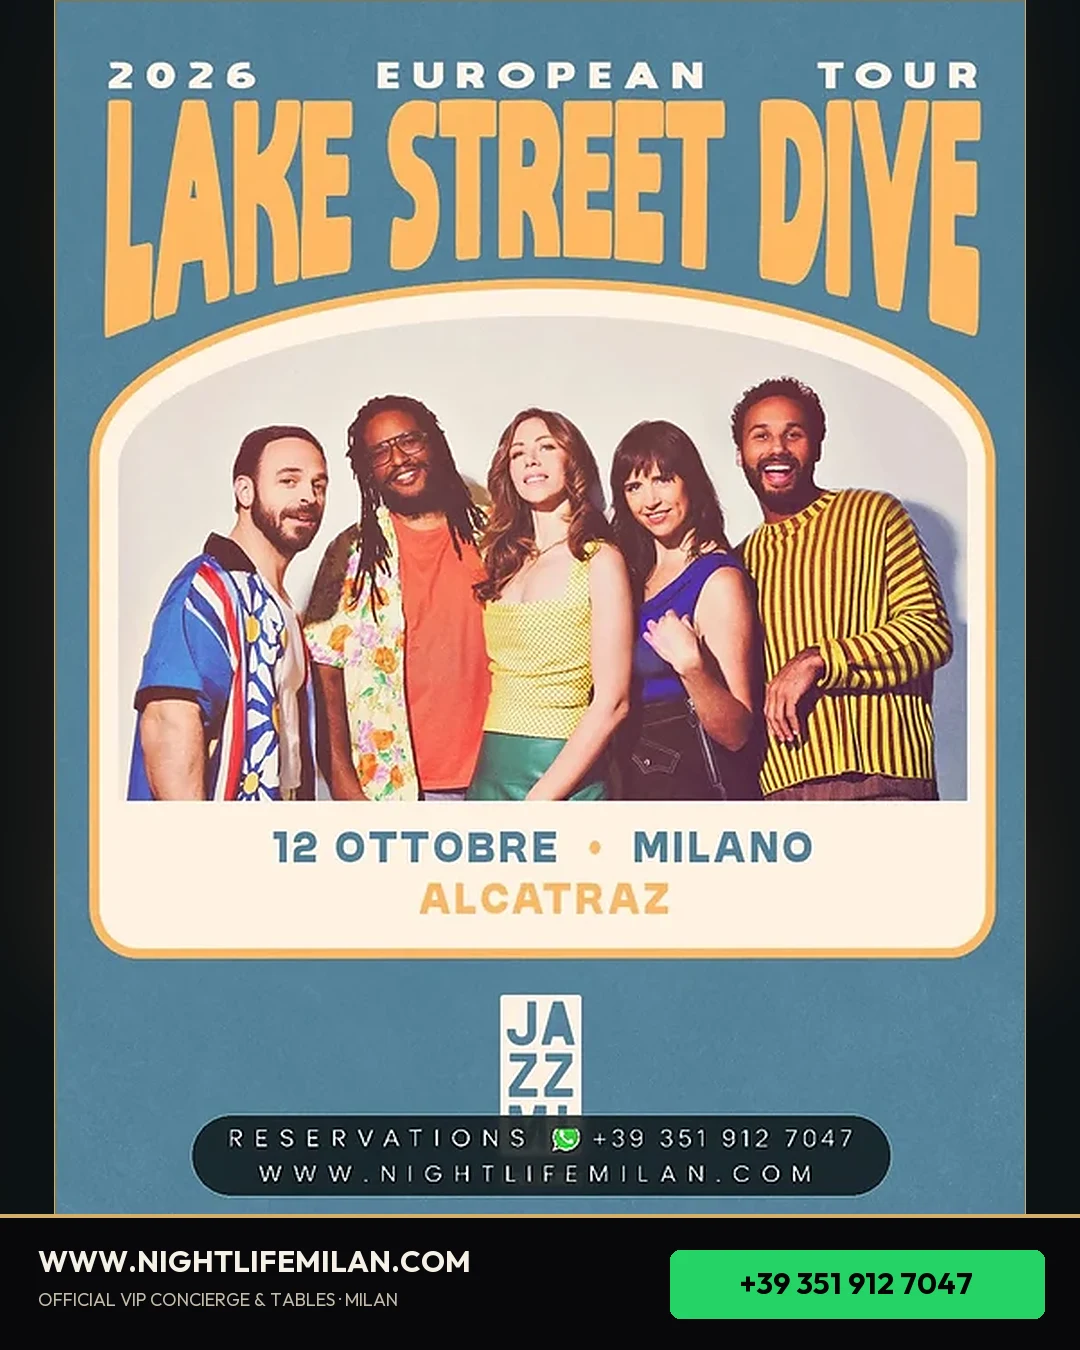 2026 EUROPEAN TOUR
LAKE STREET DIVE
12 OTTOBRE • MILANO
ALCATRAZ
JA
ZZ
MI
RESERVATIONS +39 351 912 7047
WWW.NIGHTLIFEMILAN.COM
WWW.NIGHTLIFEMILAN.COM
OFFICIAL VIP CONCIERGE & TABLES · MILAN
+39 351 912 7047